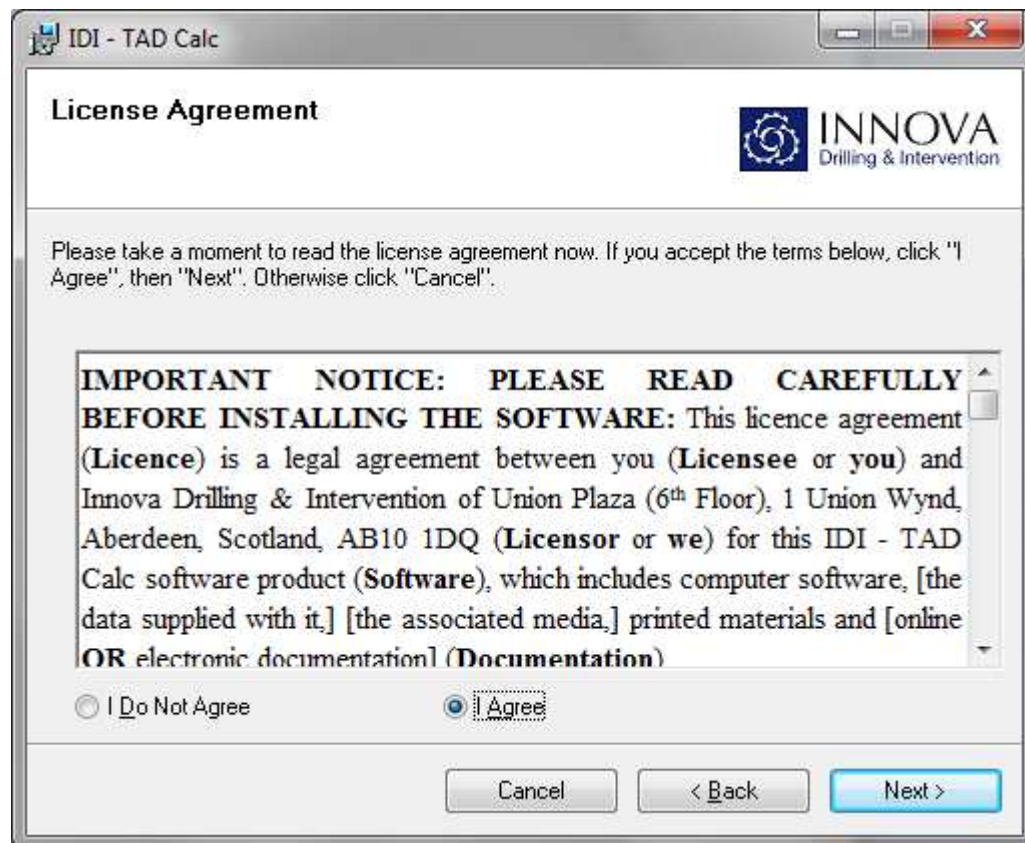 IDI - TAD Calc
License Agreement
INNOVA
Drilling & Intervention
Please take a moment to read the license agreement now. If you accept the terms below, click "I
Agree", then "Next". Otherwise click "Cancel".
IMPORTANT NOTICE: PLEASE READ CAREFULLY
BEFORE INSTALLING THE SOFTWARE: This licence agreement
(Licence) is a legal agreement between you (Licensee or you) and
Innova Drilling & Intervention of Union Plaza (6th Floor), 1 Union Wynd,
Aberdeen, Scotland, AB10 1DQ (Licensor or we) for this IDI - TAD
Calc software product (Software), which includes computer software, [the
data supplied with it,] [the associated media,] printed materials and [online
OR electronic documentation] (Documentation)
I Do Not Agree
I Agree
Cancel
< Back
Next >